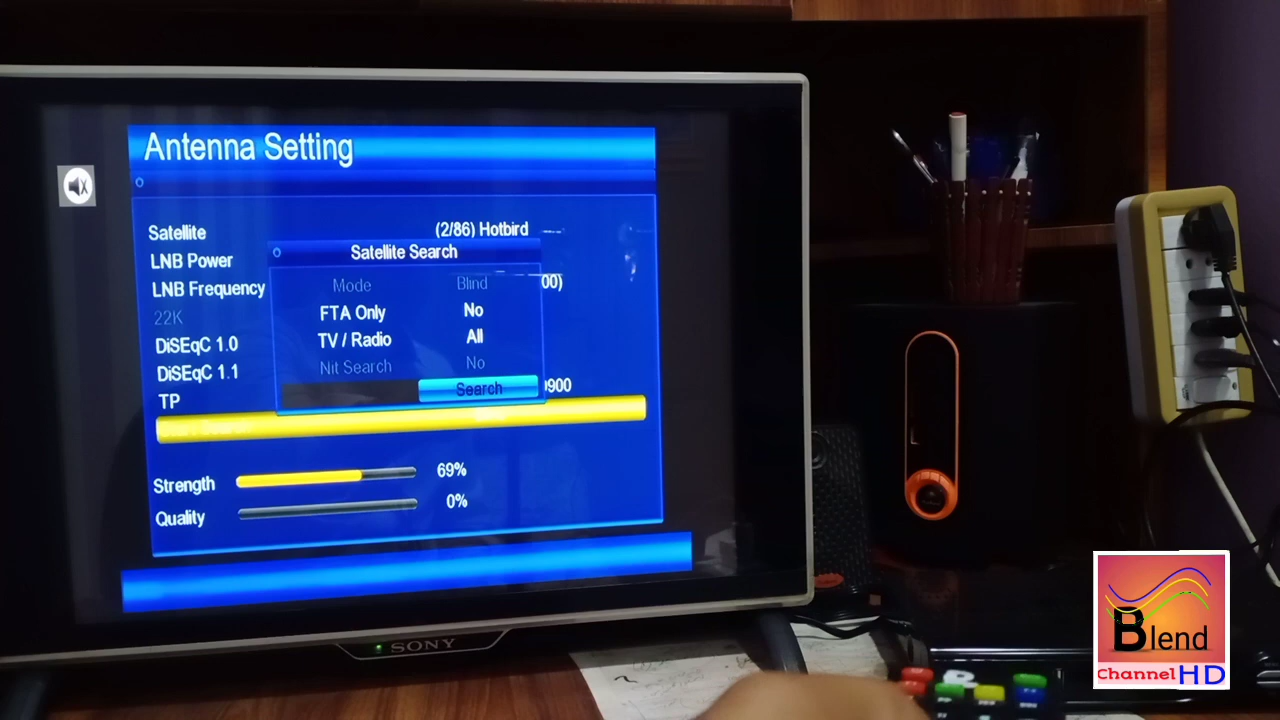 Antenna Setting
Satellite (2/86) Hotbird
LNB Power
Satellite Search
LNB Frequency 00)
Mode Blind
22K
FTA Only No
DiSEqC 1.0
TV / Radio All
DiSEqC 1.1
Nit Search No
TP 900
Search
Strength 69%
Quality 0%
SONY
Blend
Channel HD